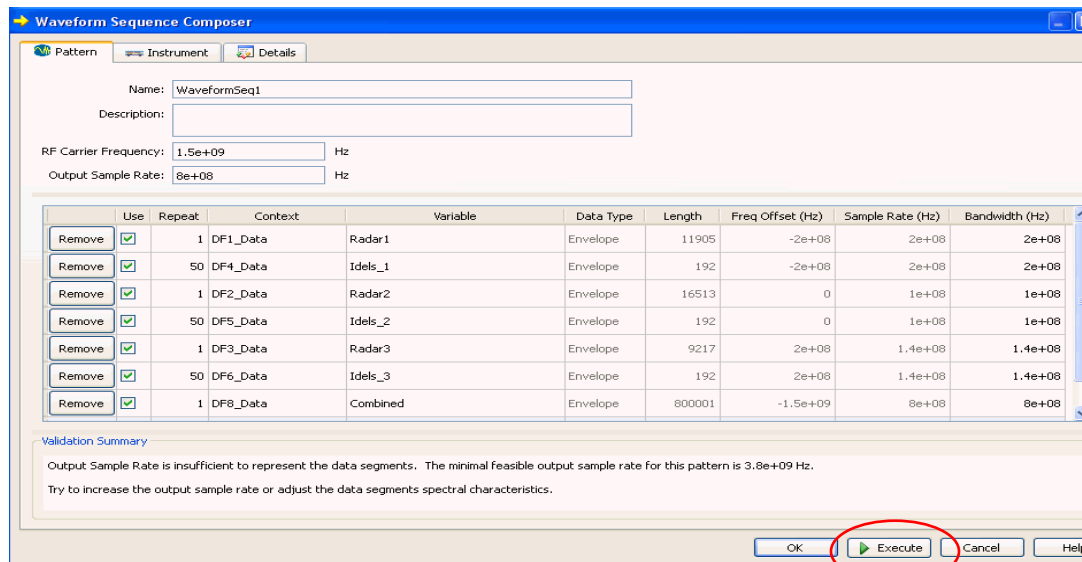 Waveform Sequence Composer
Pattern Instrument Details
Name: WaveformSeq1
Description:
RF Carrier Frequency: 1.5e+09 Hz
Output Sample Rate: 8e+08 Hz
Use Repeat Context Variable Data Type Length Freq Offset (Hz) Sample Rate (Hz) Bandwidth (Hz)
Remove 1 DF1_Data Radar1 Envelope 11905 -2e+08 2e+08 2e+08
Remove 50 DF4_Data Idels_1 Envelope 192 -2e+08 2e+08 2e+08
Remove 1 DF2_Data Radar2 Envelope 16513 0 1e+08 1e+08
Remove 50 DF5_Data Idels_2 Envelope 192 0 1e+08 1e+08
Remove 1 DF3_Data Radar3 Envelope 9217 2e+08 1.4e+08 1.4e+08
Remove 50 DF6_Data Idels_3 Envelope 192 2e+08 1.4e+08 1.4e+08
Remove 1 DF8_Data Combined Envelope 800001 -1.5e+09 8e+08 8e+08
Validation Summary
Output Sample Rate is insufficient to represent the data segments. The minimal feasible output sample rate for this pattern is 3.8e+09 Hz.
Try to increase the output sample rate or adjust the data segments spectral characteristics.
OK Execute Cancel Help